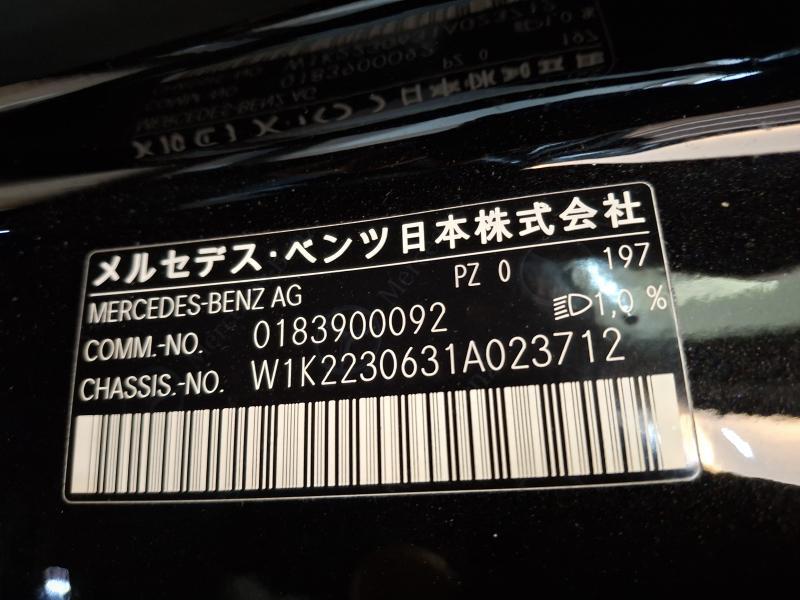 メルセデス・ベンツ日本株式会社
MERCEDES-BENZ AG PZ 0 197
COMM.-NO. 0183900092 1,0 %
CHASSIS.-NO. W1K2230631A023712